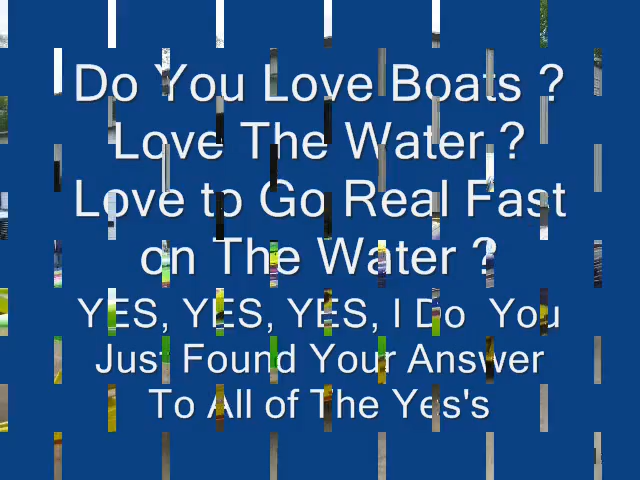 Do You Love Boats ?
Love The Water ?
Love to Go Real Fast
on The Water ?
YES, YES, YES, I Do  You
Just Found Your Answer
To All of The Yes's